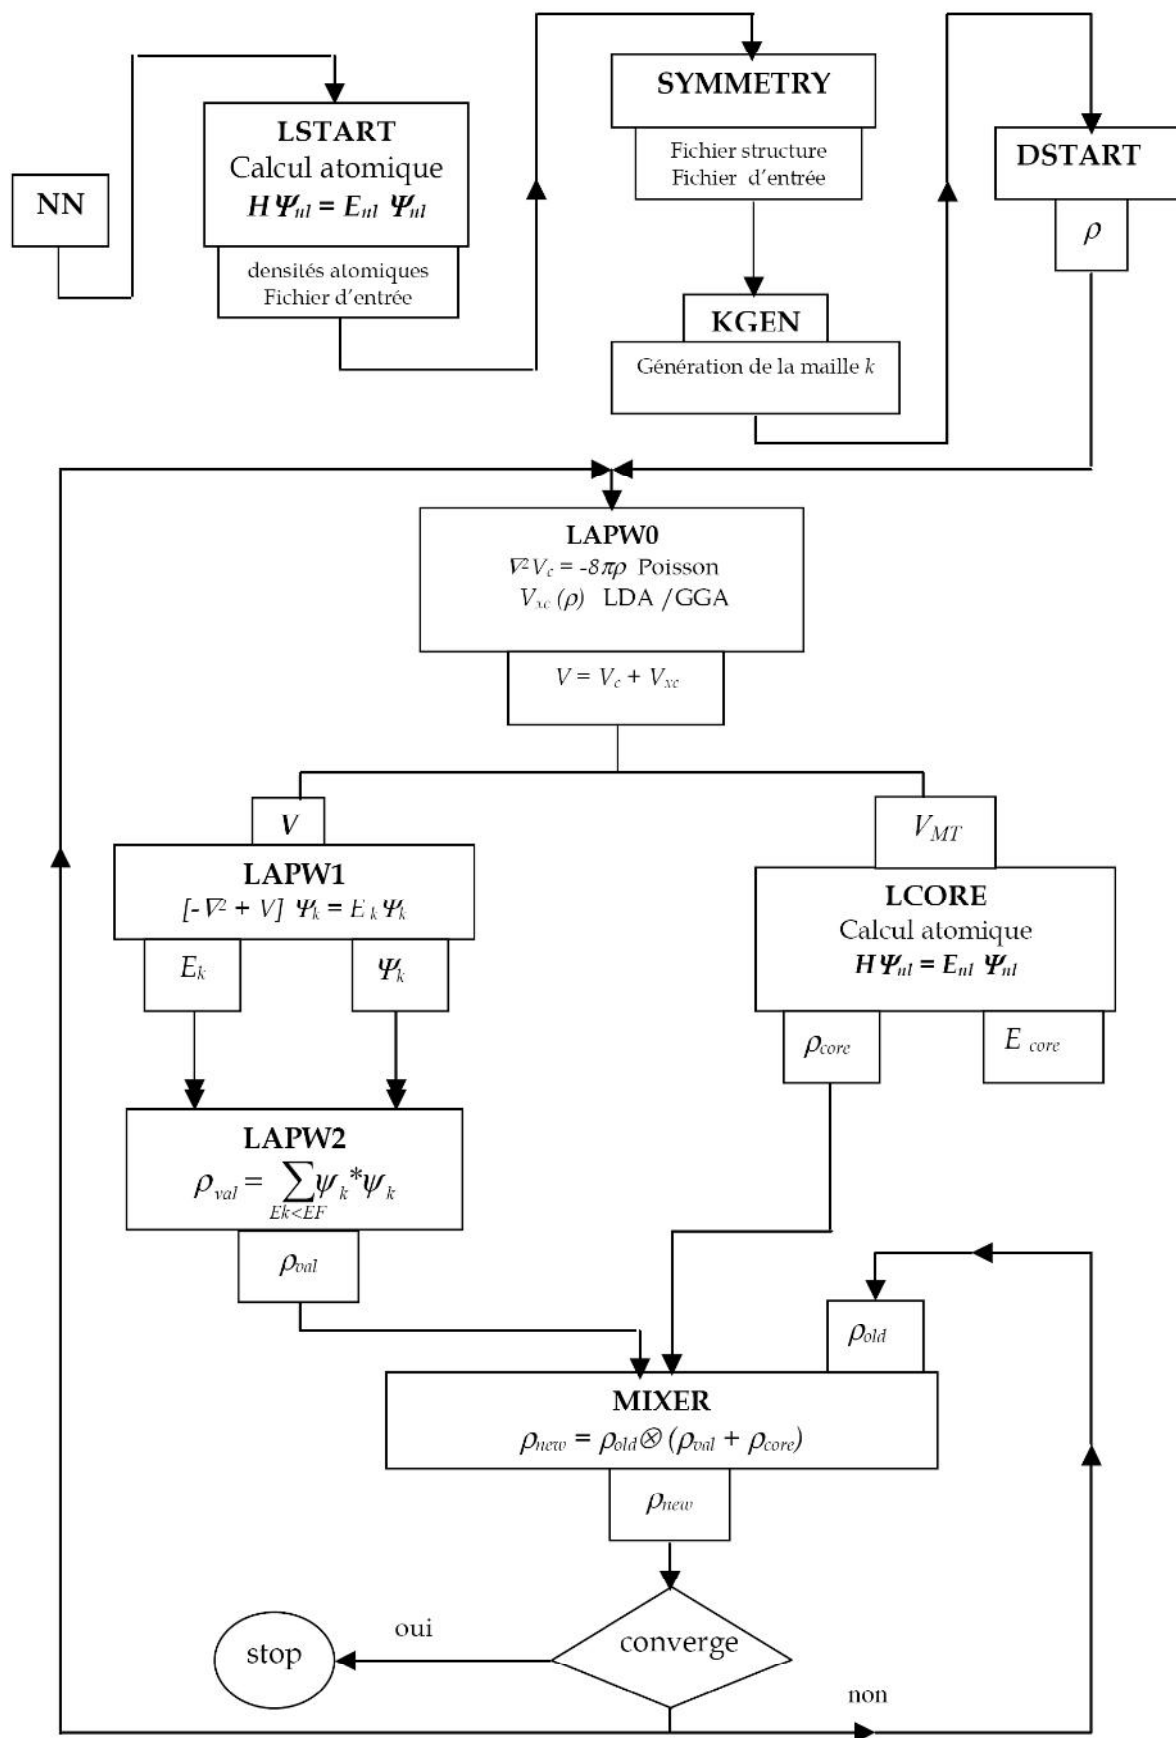 NN
LSTART
Calcul atomique
HΨnl = Enl Ψnl
densités atomiques
Fichier d'entrée
SYMMETRY
Fichier structure
Fichier d'entrée
KGEN
Génération de la maille k
DSTART
ρ
LAPW0
∇²Vc = -8πρ Poisson
Vxc (ρ) LDA /GGA
V = Vc + Vxc
V
LAPW1
[-∇² + V] Ψk = Ek Ψk
Ek
Ψk
VMT
LCORE
Calcul atomique
HΨnl = Enl Ψnl
ρcore
E core
LAPW2
ρval = ∑ψk*ψk
Ek<EF
ρval
ρold
MIXER
ρnew = ρold⊗ (ρval + ρcore)
ρnew
converge
oui
stop
non